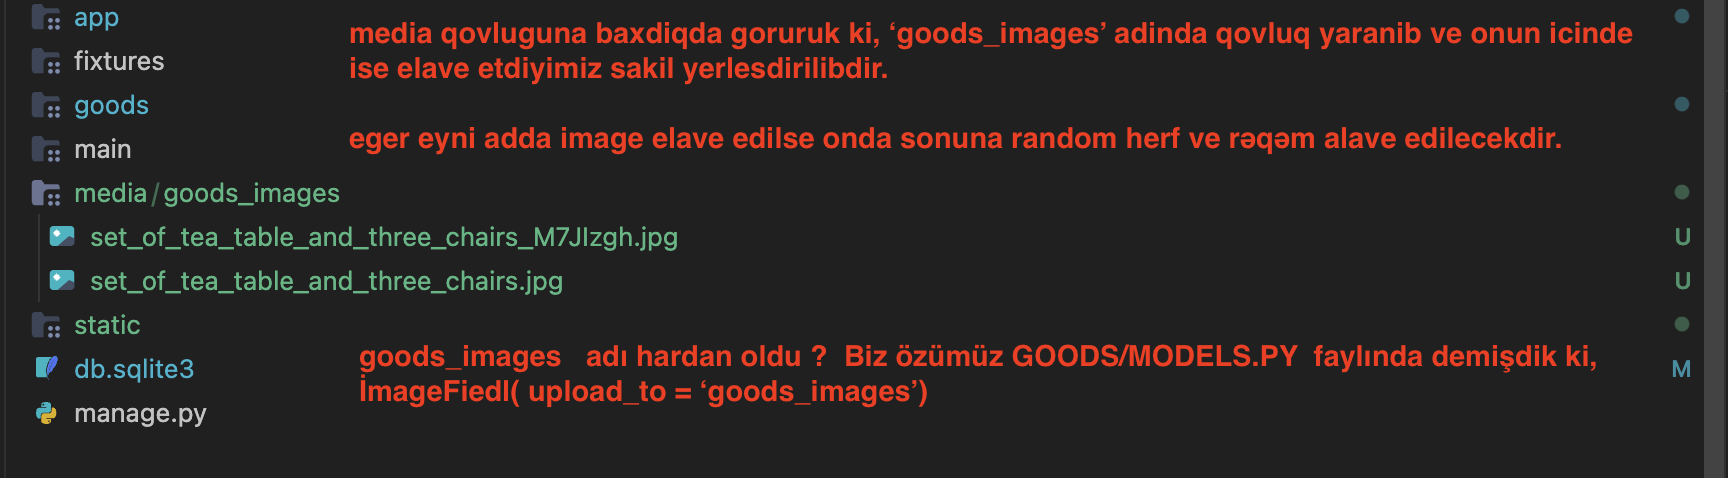 app
media qovluguna baxdiqda goruruk ki, ‘goods_images’ adinda qovluq yaranib ve onun icinde
fixtures
ise elave etdiyimiz sakil yerlesdirilibdir.
goods
main
eger eyni adda image elave edilse onda sonuna random herf ve rəqəm alave edilecekdir.
media/goods_images
set_of_tea_table_and_three_chairs_M7JIzgh.jpg U
set_of_tea_table_and_three_chairs.jpg U
static
goods_images adı hardan oldu ? Biz özümüz GOODS/MODELS.PY faylında demişdik ki,
db.sqlite3 M
İmageFiedl( upload_to = ‘goods_images’)
manage.py